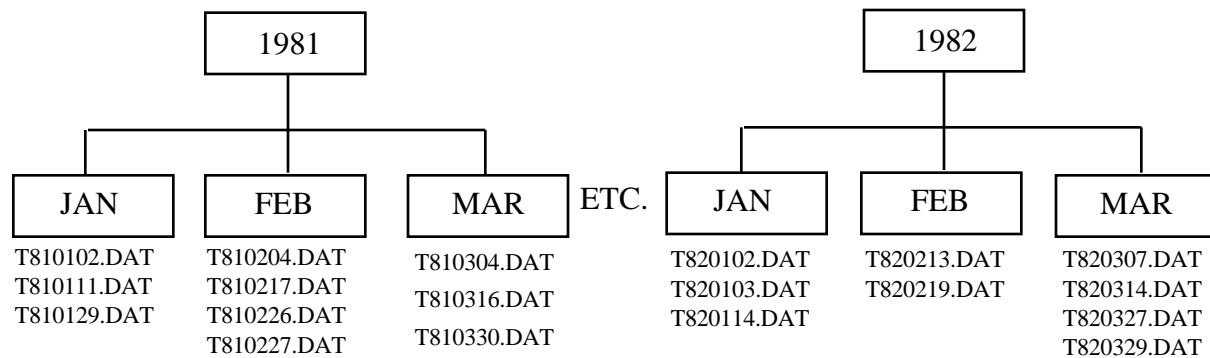 1981
1982
JAN
FEB
MAR
ETC.
JAN
FEB
MAR
T810102.DAT
T810111.DAT
T810129.DAT
T810204.DAT
T810217.DAT
T810226.DAT
T810227.DAT
T810304.DAT
T810316.DAT
T810330.DAT
T820102.DAT
T820103.DAT
T820114.DAT
T820213.DAT
T820219.DAT
T820307.DAT
T820314.DAT
T820327.DAT
T820329.DAT